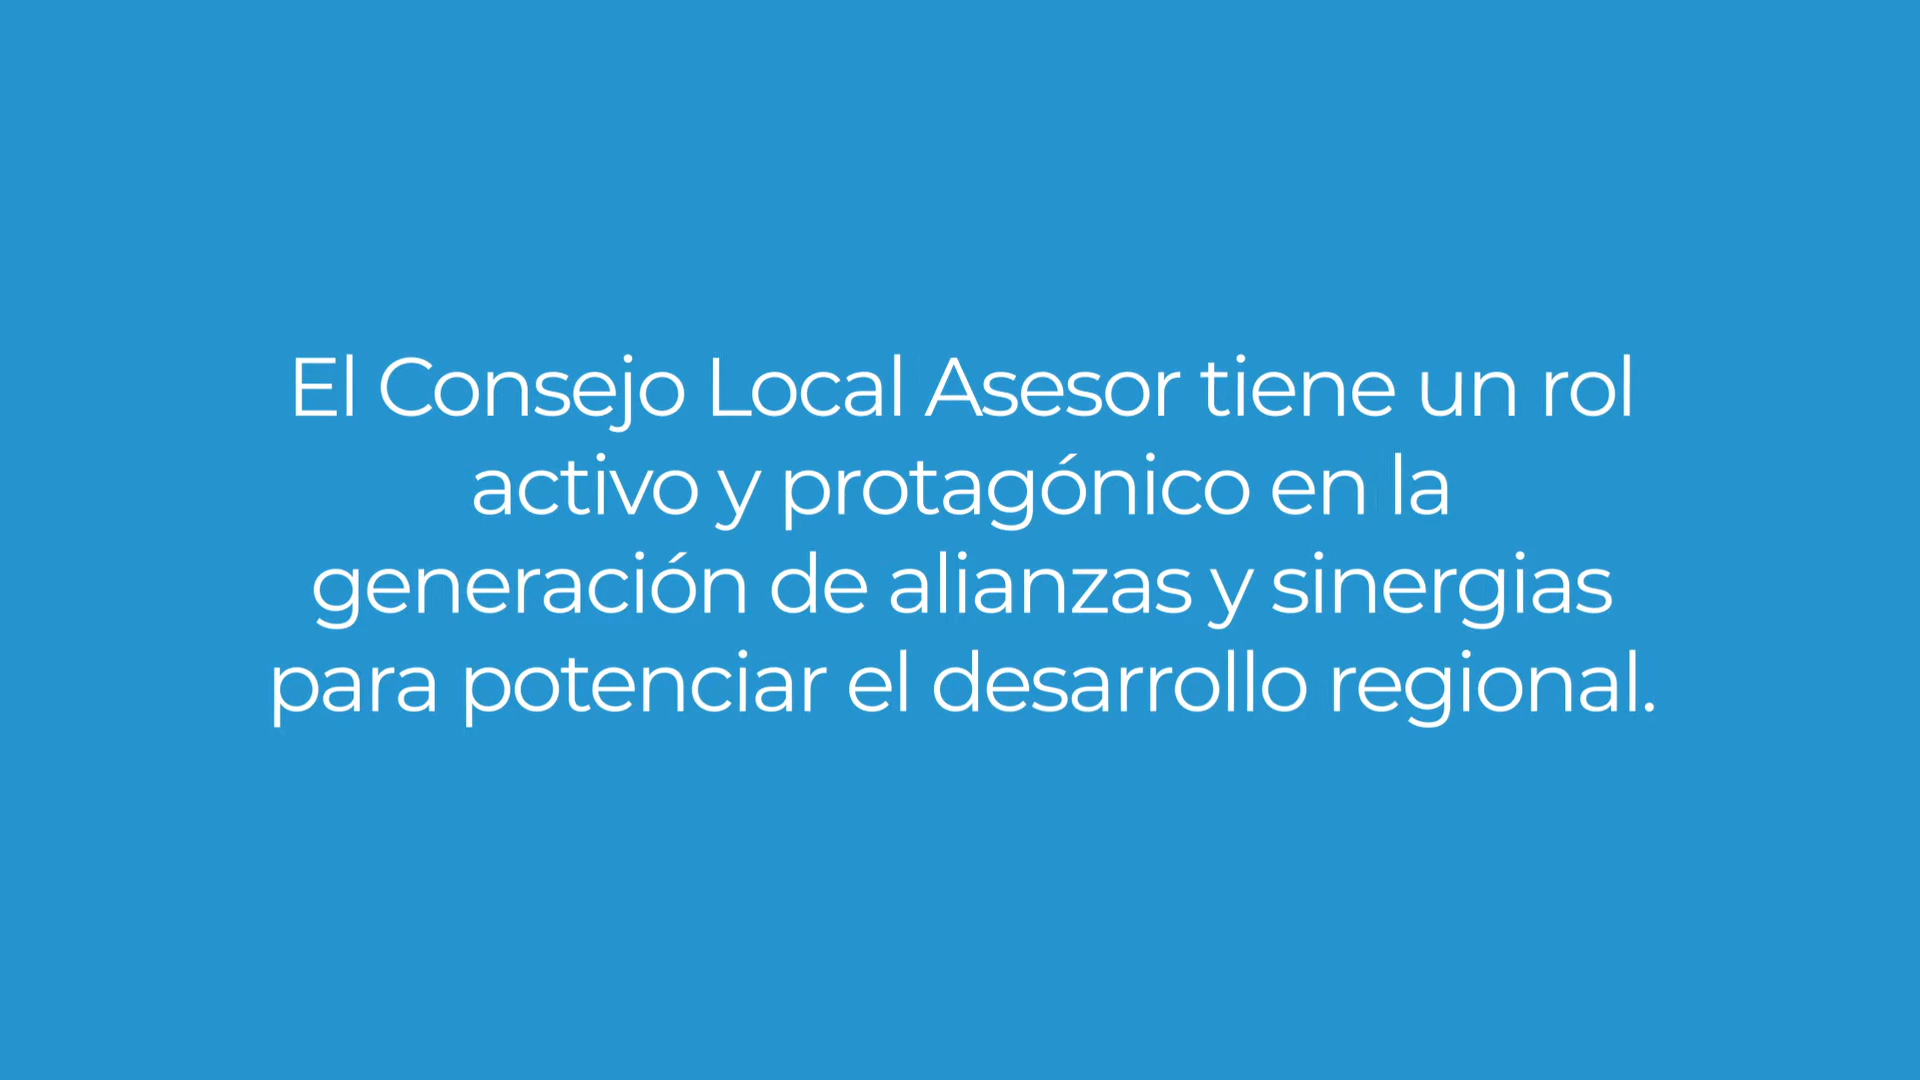 El Consejo Local Asesor tiene un rol
activo y protagónico en la
generación de alianzas y sinergias
para potenciar el desarrollo regional.